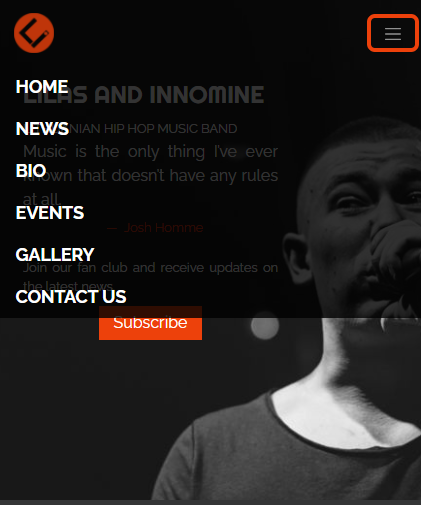 HOME
LILAS AND INNOMINE
NEWS
NIAN HIP HOP MUSIC BAND
Music is the only thing I've ever
known that doesn't have any rules
at all.
BIO
EVENTS
— Josh Homme
GALLERY
Join our fan club and receive updates on
the latest news
CONTACT US
Subscribe